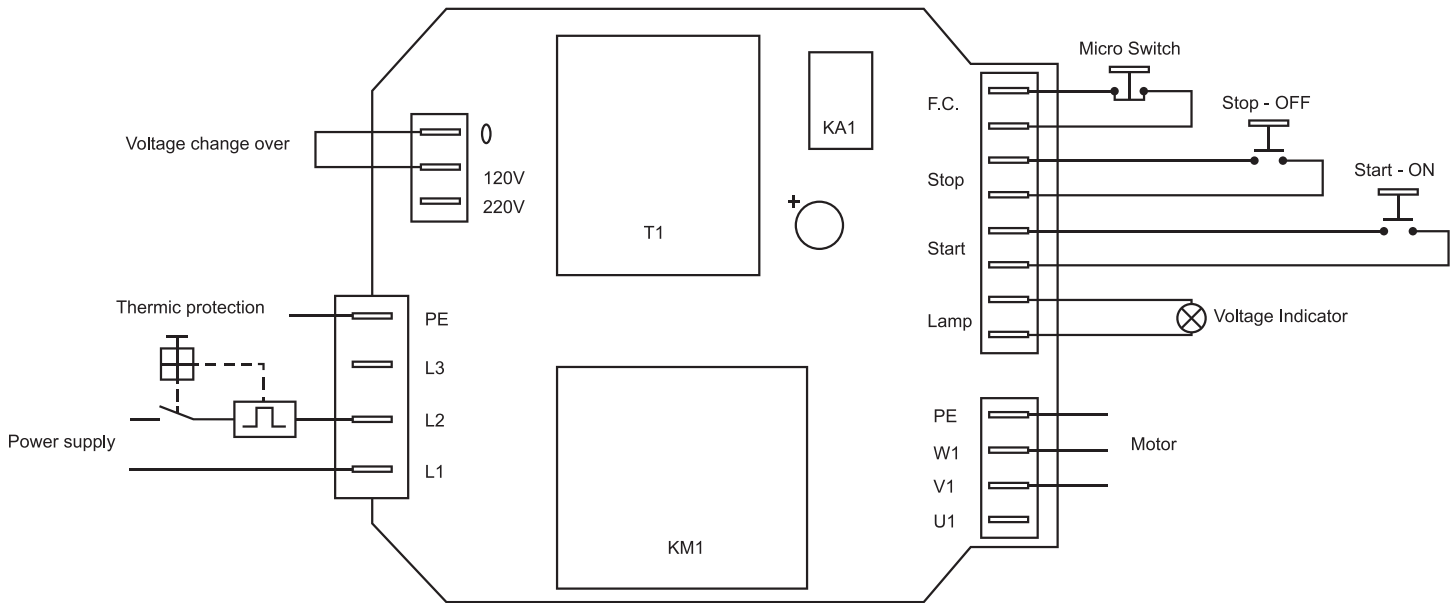 Micro Switch
F.C.
Stop - OFF
KA1
Voltage change over
0
120V
220V
Stop
Start - ON
T1
+
Start
Thermic protection
PE
Lamp
Voltage Indicator
L3
L2
PE
Power supply
W1
Motor
L1
V1
U1
KM1